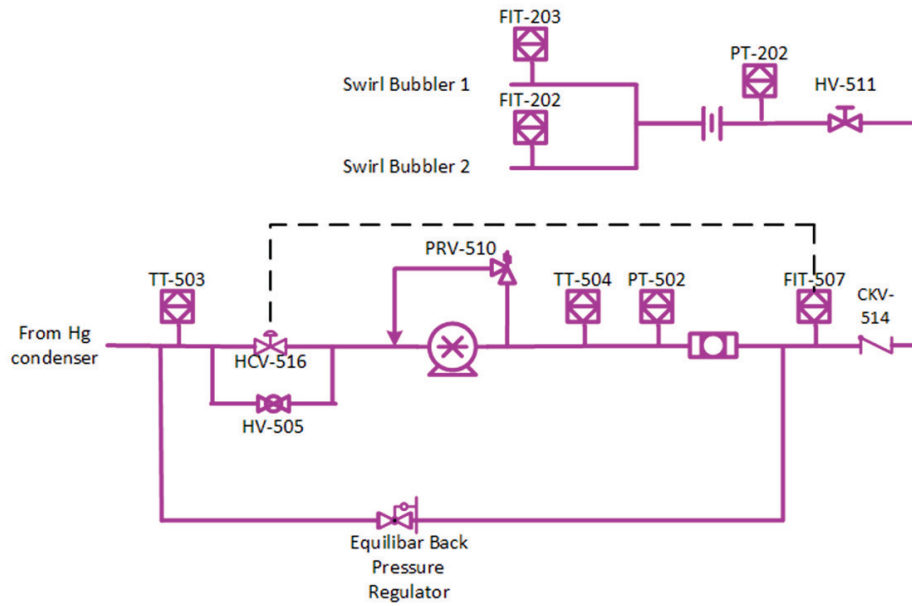 FIT-203
PT-202
Swirl Bubbler 1
HV-511
FIT-202
Swirl Bubbler 2
PRV-510
TT-503
TT-504
PT-502
FIT-507
CKV-
514
From Hg
condenser
HCV-516
HV-505
Equilibar Back
Pressure
Regulator